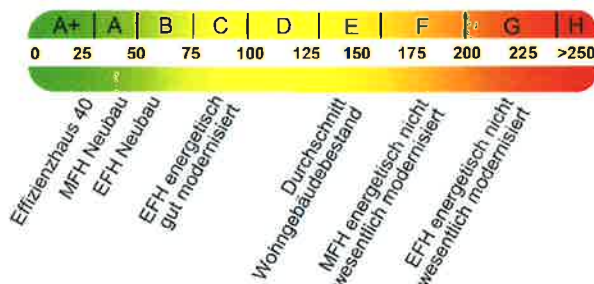 A+ A B C D E F G H
0 25 50 75 100 125 150 175 200 225 >250
Effizienzhaus 40
MFH Neubau
EFH Neubau
EFH energetisch
gut modernisiert
Durchschnitt
Wohngebäudebestand
MFH energetisch nicht
wesentlich modernisiert
EFH energetisch nicht
wesentlich modernisiert